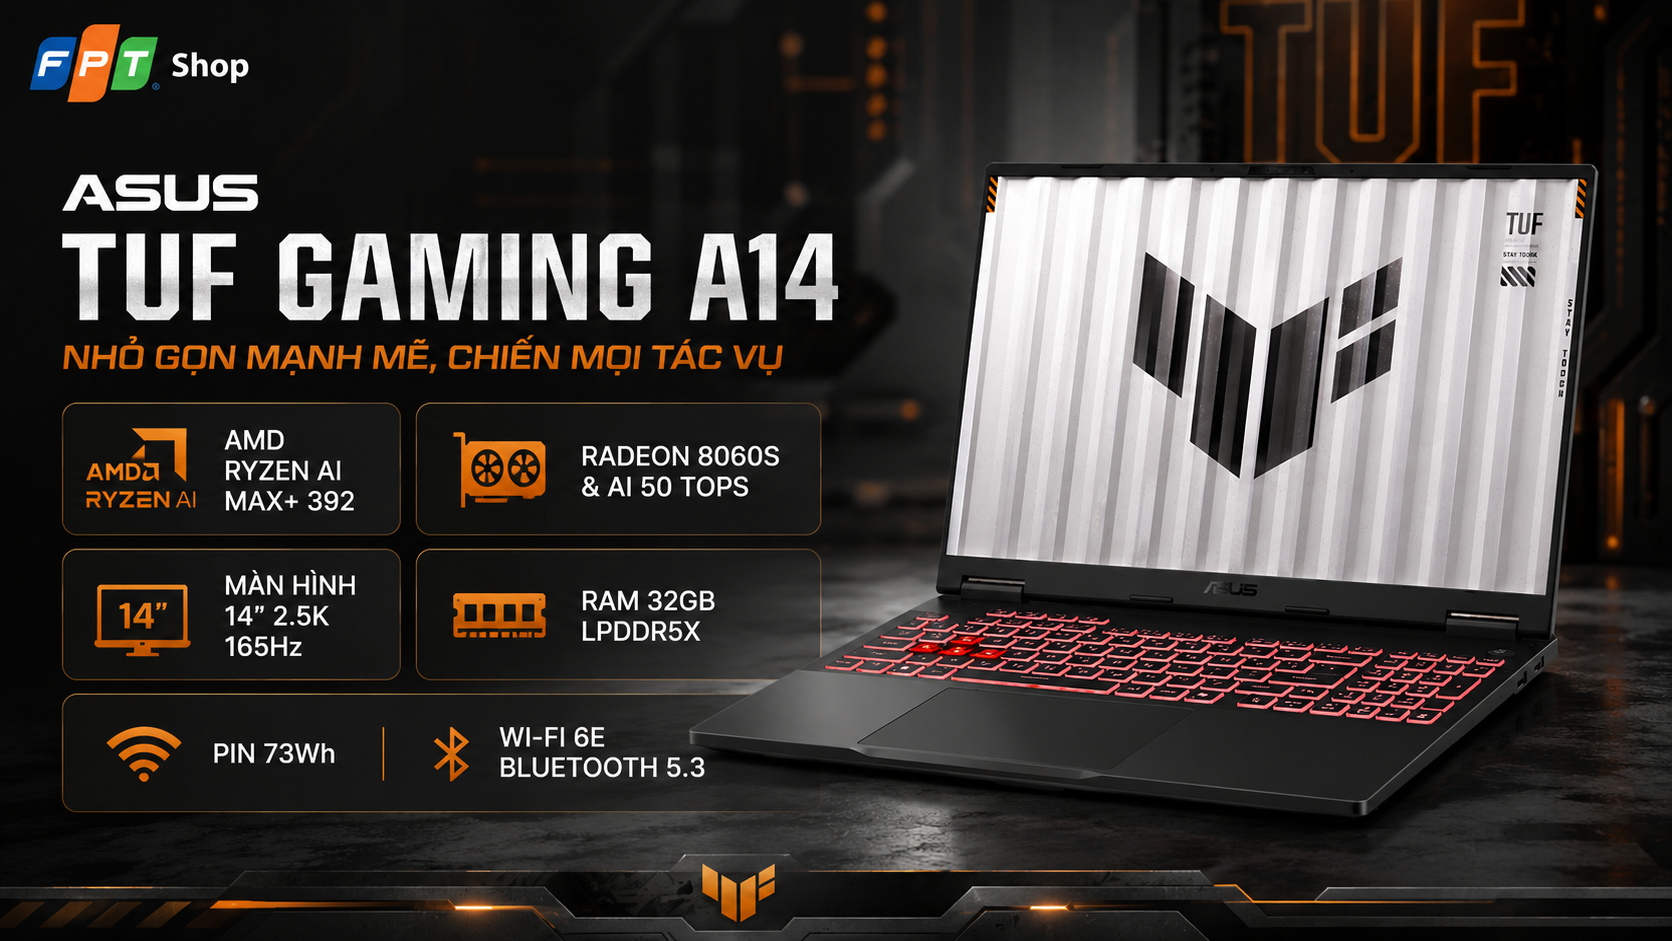 FPT Shop
ASUS
TUF GAMING A14
NHỎ GỌN MẠNH MẼ, CHIẾN MỌI TÁC VỤ
AMD
RYZEN AI
AMD
RYZEN AI
MAX+ 392
RADEON 8060S
& AI 50 TOPS
14”
MÀN HÌNH
14” 2.5K
165Hz
RAM 32GB
LPDDR5X
PIN 73Wh
WI-FI 6E
BLUETOOTH 5.3
TUF
TUF
ASUS